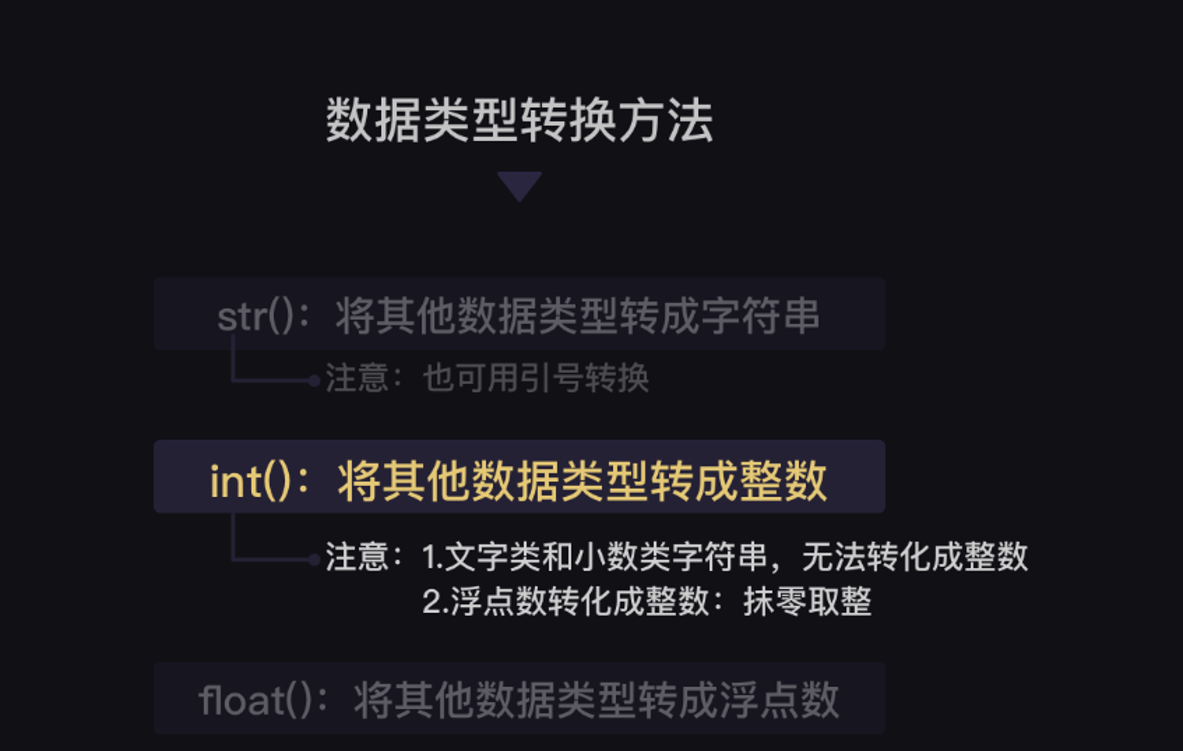 数据类型转换方法
str()：将其他数据类型转成字符串
注意：也可用引号转换
int()：将其他数据类型转成整数
注意：1.文字类和小数类字符串，无法转化成整数
2.浮点数转化成整数：抹零取整
float()：将其他数据类型转成浮点数